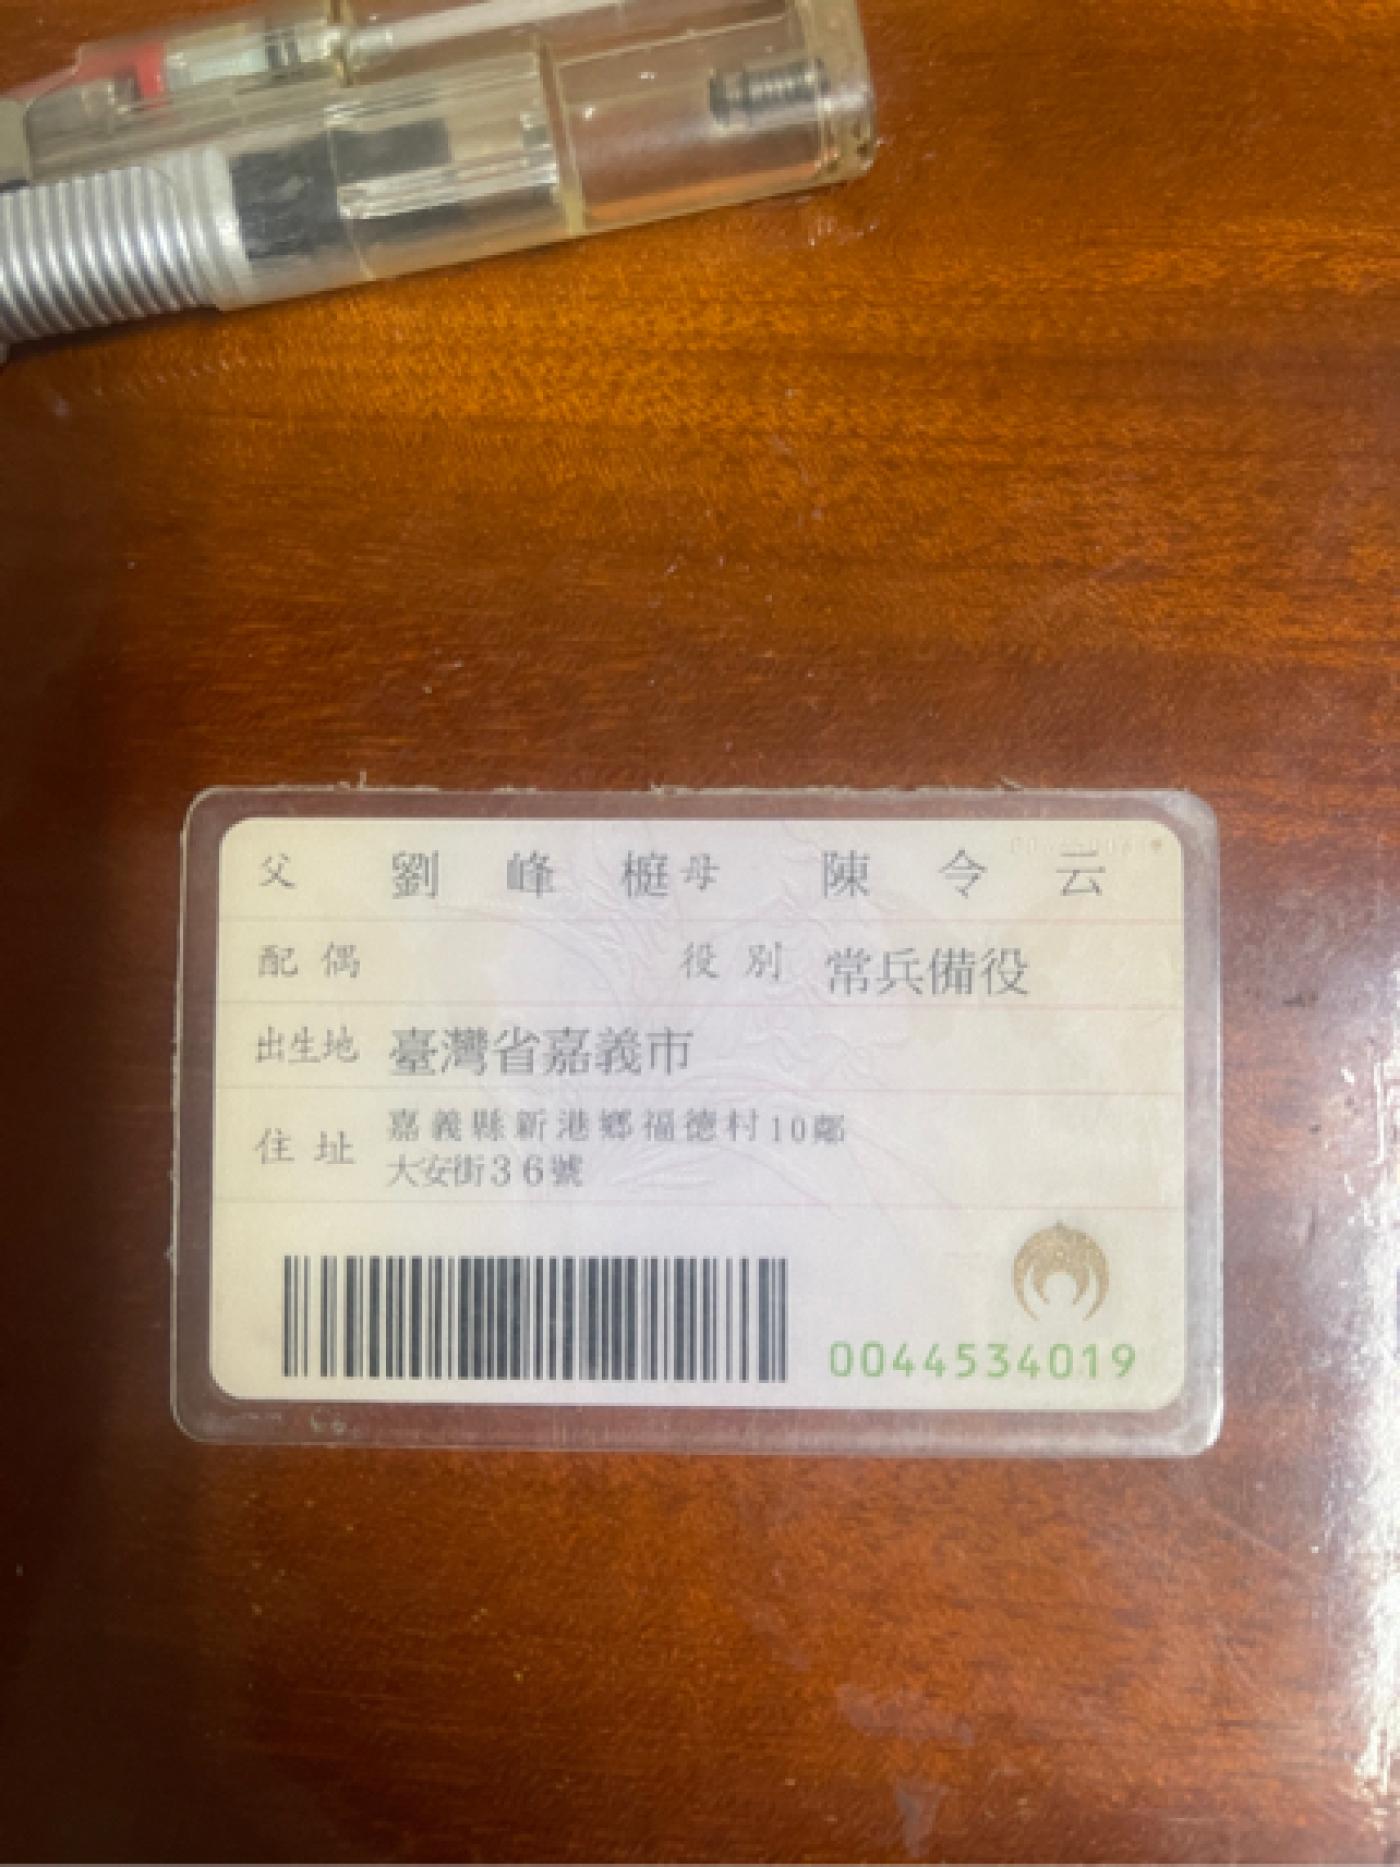 父 劉峰榳 母 陳令云
配偶 役別 常兵備役
出生地 臺灣省嘉義市
住址 嘉義縣新港鄉福德村10鄰
大安街36號
0044534019